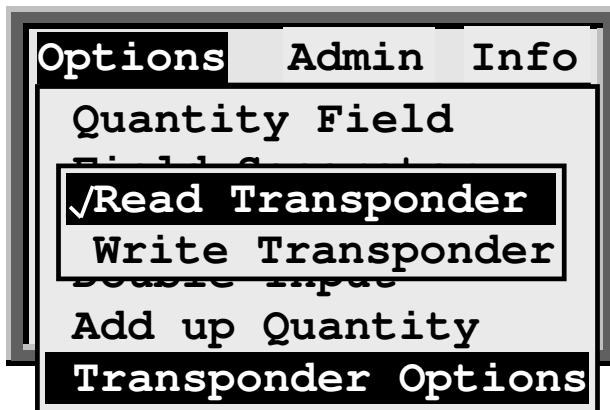 Options Admin Info
Quantity Field
√Read Transponder
Write Transponder
Add up Quantity
Transponder Options